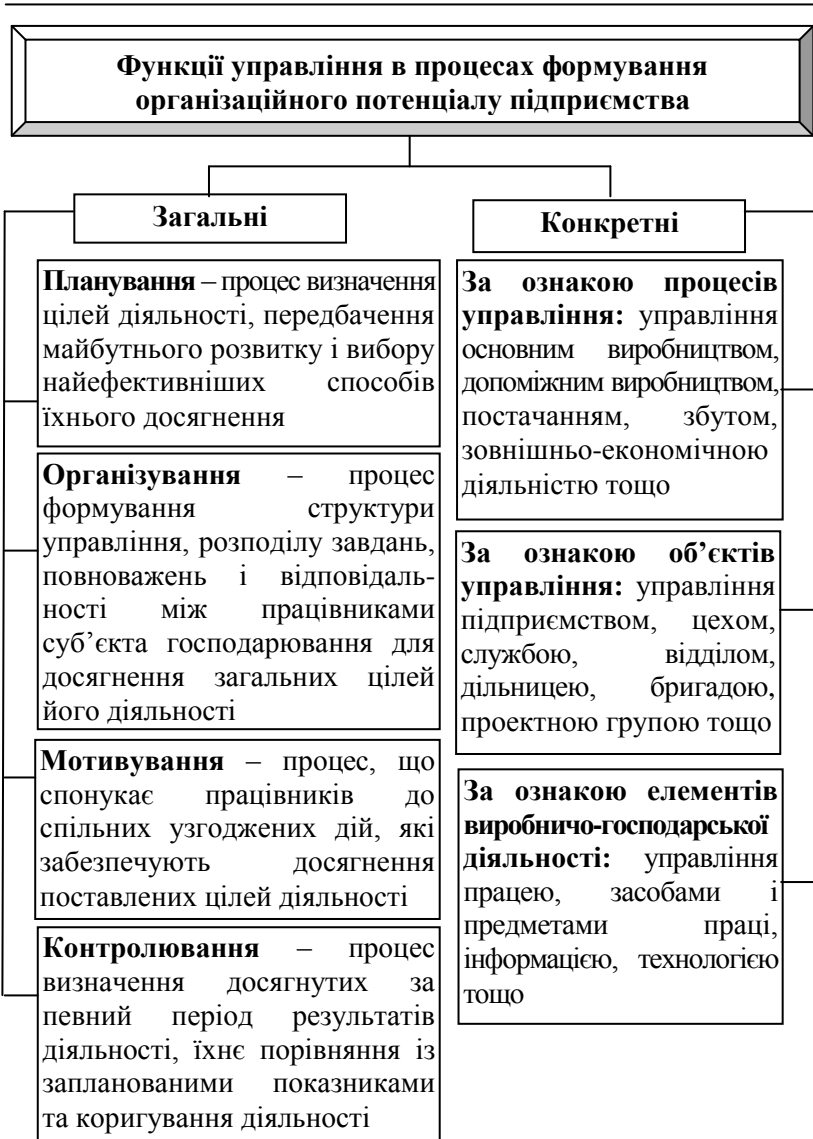 Функції управління в процесах формування
організаційного потенціалу підприємства
Загальні
Планування – процес визначення
цілей діяльності, передбачення
майбутнього розвитку і вибору
найефективніших способів
їхнього досягнення
Організування – процес
формування структури
управління, розподілу завдань,
повноважень і відповідаль-
ності між працівниками
суб’єкта господарювання для
досягнення загальних цілей
його діяльності
Мотивування – процес, що
спонукає працівників до
спільних узгоджених дій, які
забезпечують досягнення
поставлених цілей діяльності
Контролювання – процес
визначення досягнутих за
певний період результатів
діяльності, їхнє порівняння із
запланованими показниками
та коригування діяльності
Конкретні
За ознакою процесів
управління: управління
основним виробництвом,
допоміжним виробництвом,
постачанням, збутом,
зовнішньо-економічною
діяльністю тощо
За ознакою об’єктів
управління: управління
підприємством, цехом,
службою, відділом,
дільницею, бригадою,
проектною групою тощо
За ознакою елементів
виробничо-господарської
діяльності: управління
працею, засобами і
предметами праці,
інформацією, технологією
тощо